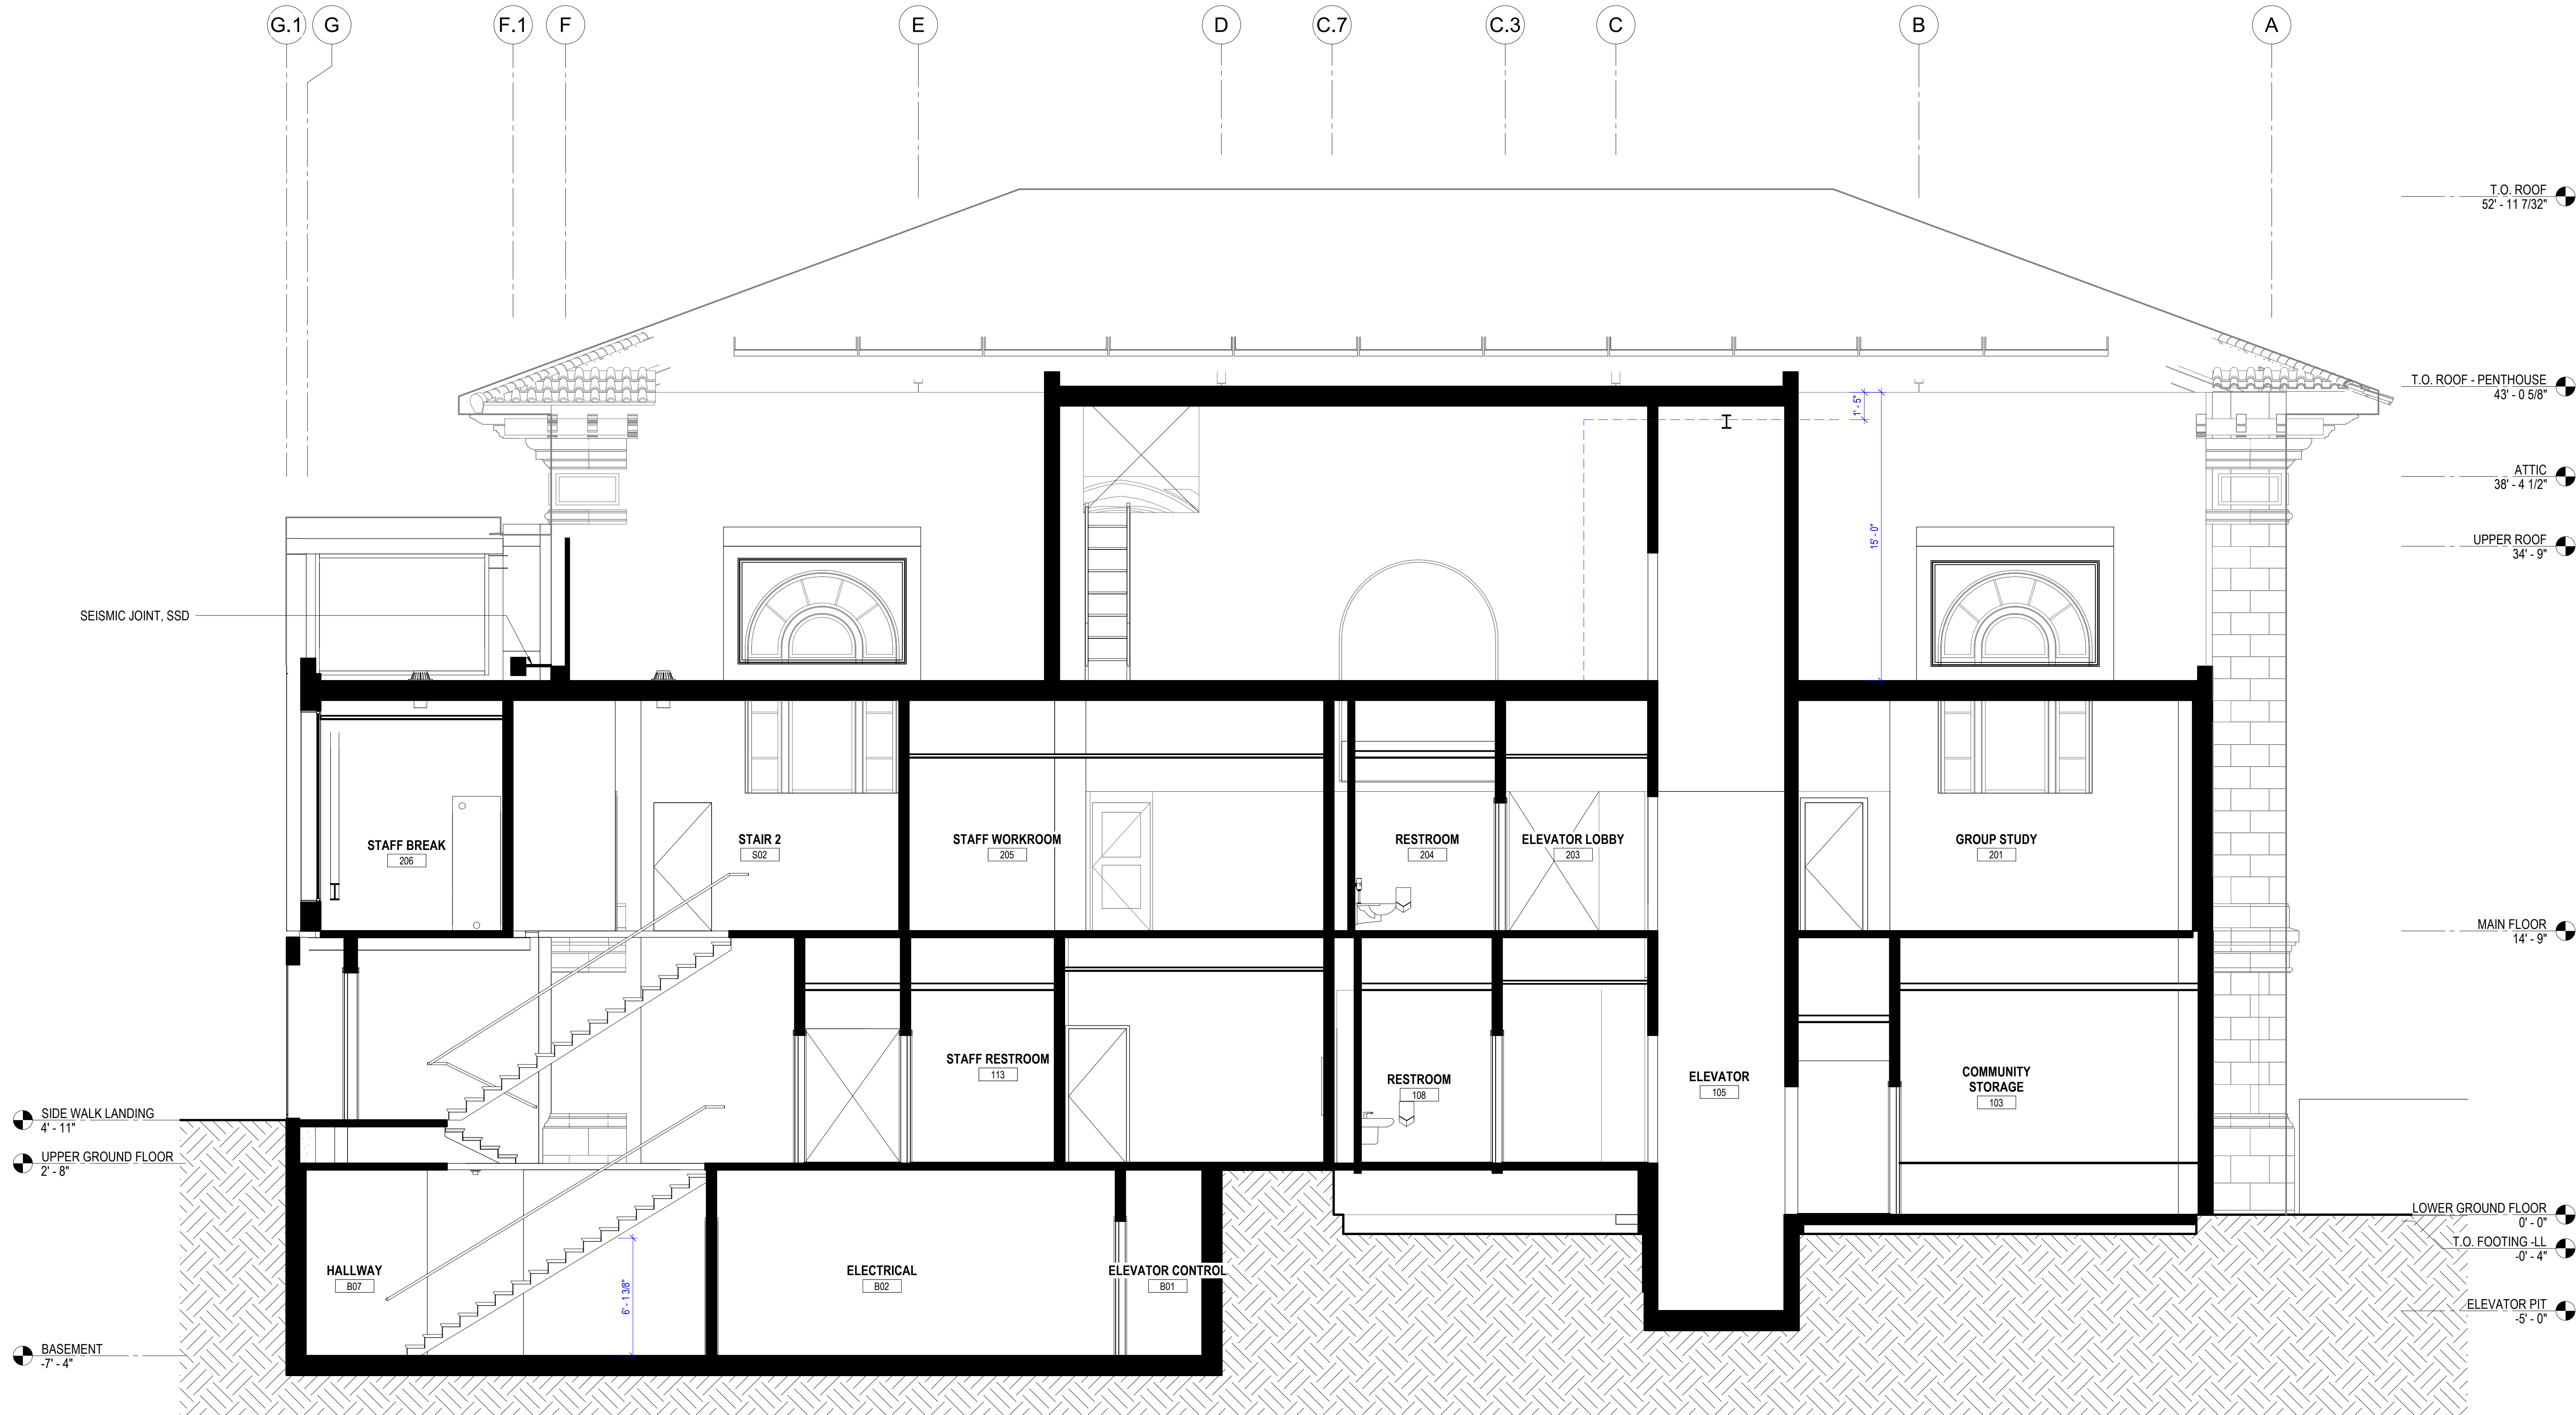 G.1 G F.1 F E D C.7 C.3 C B A
T.O. ROOF
52' - 11 7/32"
T.O. ROOF - PENTHOUSE
43' - 0 5/8"
1' - 5"
ATTIC
38' - 4 1/2"
15' - 0"
UPPER ROOF
34' - 9"
SEISMIC JOINT, SSD
STAFF BREAK
206
STAIR 2
S02
STAFF WORKROOM
205
RESTROOM
204
ELEVATOR LOBBY
203
GROUP STUDY
201
MAIN FLOOR
14' - 9"
STAFF RESTROOM
113
RESTROOM
108
ELEVATOR
105
COMMUNITY
STORAGE
103
SIDE WALK LANDING
4' - 11"
UPPER GROUND FLOOR
2' - 8"
LOWER GROUND FLOOR
0' - 0"
T.O. FOOTING -LL
-0' - 4"
HALLWAY
B07
6' - 1 3/8"
ELECTRICAL
B02
ELEVATOR CONTROL
B01
ELEVATOR PIT
-5' - 0"
BASEMENT
-7' - 4"